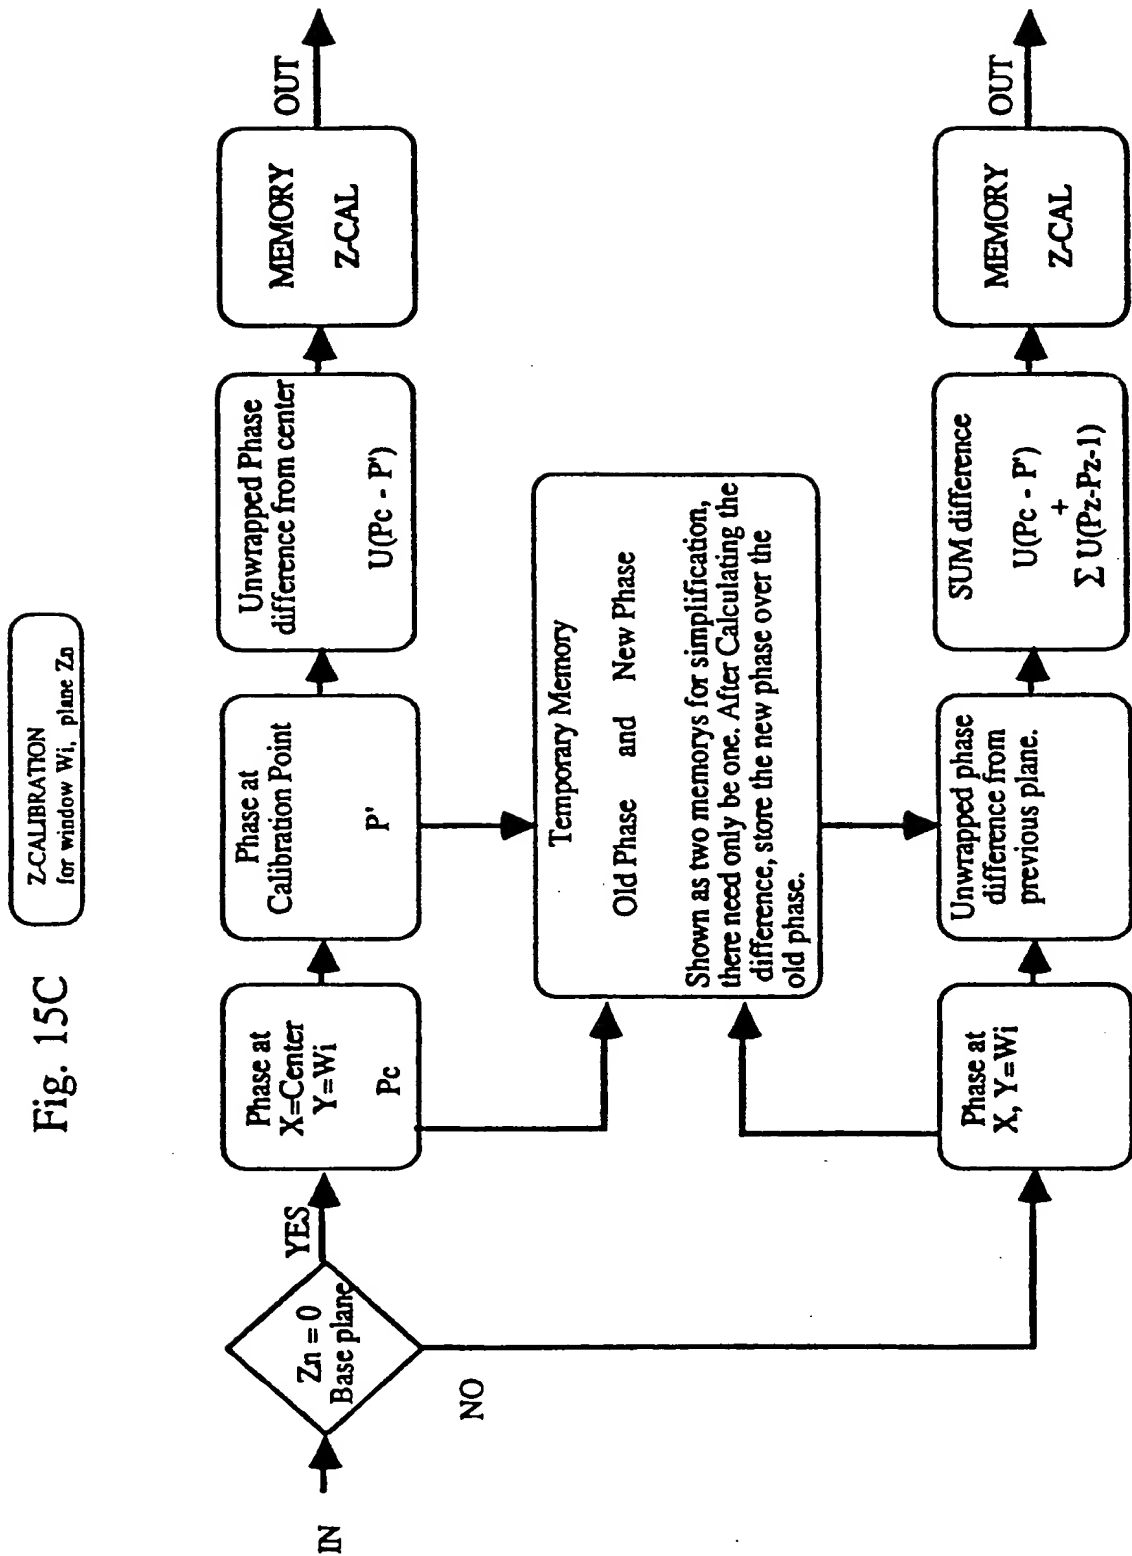 Fig. 15C
Z-CALIBRATION
for window Wi, plane Zn
IN
Zn = 0
Base plane
YES
NO
Phase at
X=Center
Y=Wi
Pc
Phase at
Calibration Point
P'
Unwrapped Phase
difference from center
U(Pc - P')
MEMORY
Z-CAL
OUT
Temporary Memory
Old Phase and New Phase
Shown as two memorys for simplification,
there need only be one. After Calculating the
difference, store the new phase over the
old phase.
Phase at
X, Y=Wi
Unwrapped phase
difference from
previous plane.
SUM difference
U(Pc - P')
+
Σ U(Pz-Pz-1)
MEMORY
Z-CAL
OUT